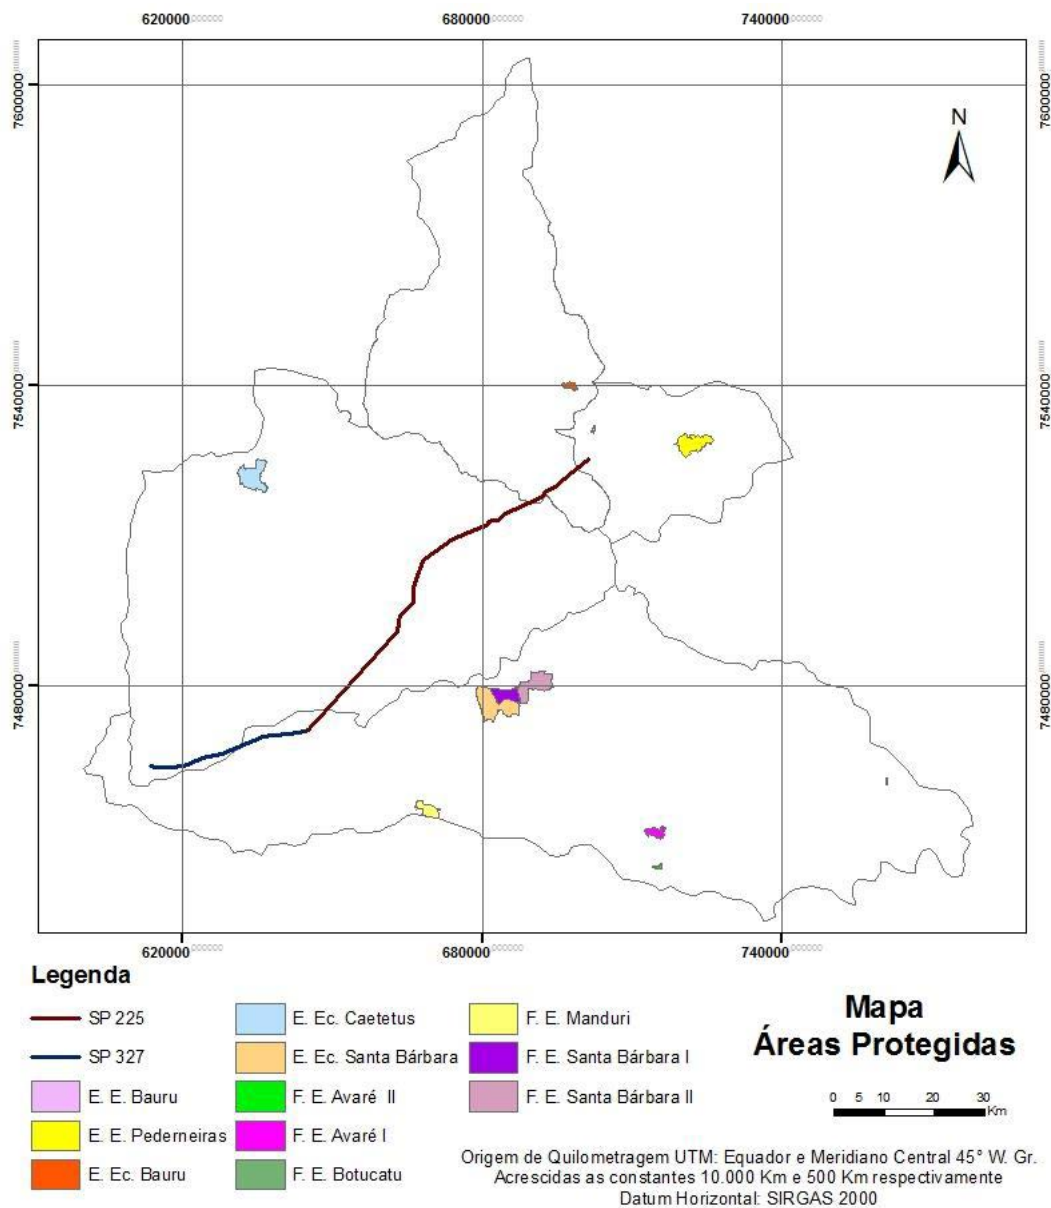 620000 680000 740000
7600000 7600000
N
7540000 7540000
7480000 7480000
620000 680000 740000
Legenda
SP 225
SP 327
E. E. Bauru
E. E. Pederneiras
E. Ec. Bauru
E. Ec. Caetetus
E. Ec. Santa Bárbara
F. E. Avaré II
F. E. Avaré I
F. E. Botucatu
F. E. Manduri
F. E. Santa Bárbara I
F. E. Santa Bárbara II
Mapa
Áreas Protegidas
0 5 10 20 30
Km
Origem de Quilometragem UTM: Equador e Meridiano Central 45° W. Gr.
Acrescidas as constantes 10.000 Km e 500 Km respectivamente
Datum Horizontal: SIRGAS 2000